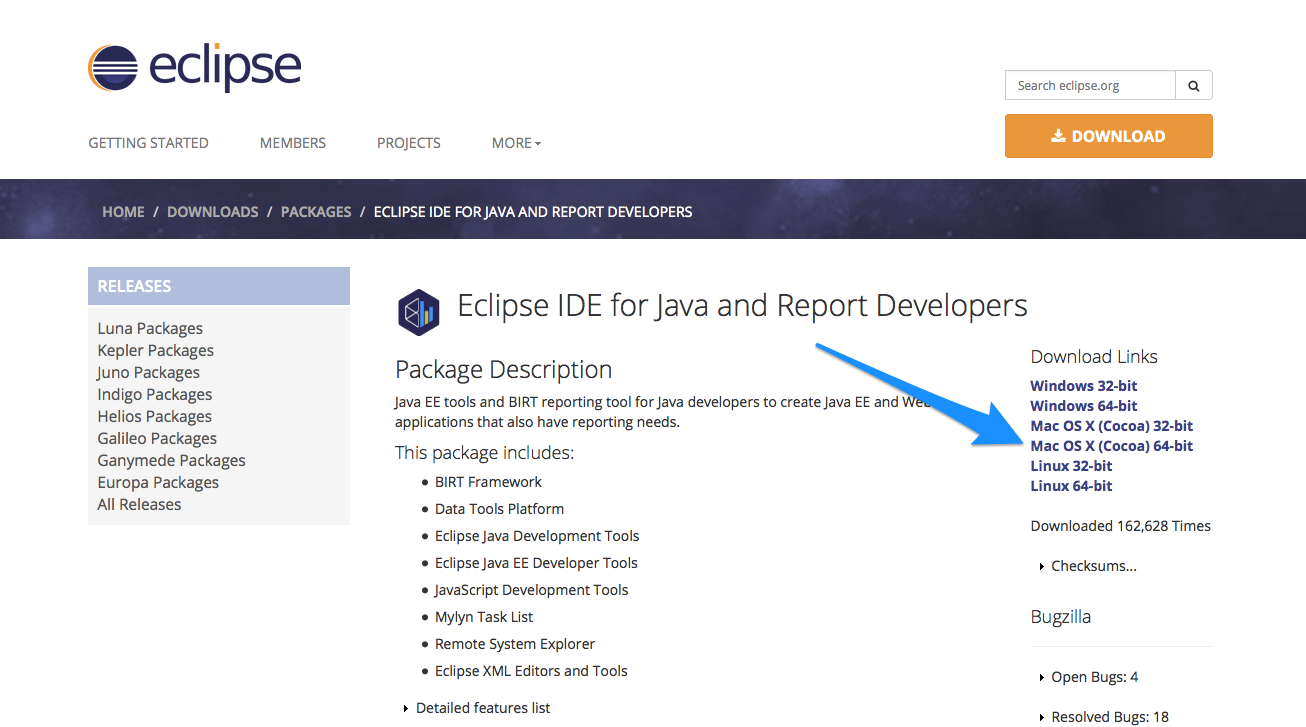 eclipse
Search eclipse.org
GETTING STARTED MEMBERS PROJECTS MORE
DOWNLOAD
HOME / DOWNLOADS / PACKAGES / ECLIPSE IDE FOR JAVA AND REPORT DEVELOPERS
RELEASES
Luna Packages
Kepler Packages
Juno Packages
Indigo Packages
Helios Packages
Galileo Packages
Ganymede Packages
Europa Packages
All Releases
Eclipse IDE for Java and Report Developers
Package Description
Java EE tools and BIRT reporting tool for Java developers to create Java EE and Web
applications that also have reporting needs.
This package includes:
BIRT Framework
Data Tools Platform
Eclipse Java Development Tools
Eclipse Java EE Developer Tools
JavaScript Development Tools
Mylyn Task List
Remote System Explorer
Eclipse XML Editors and Tools
Detailed features list
Download Links
Windows 32-bit
Windows 64-bit
Mac OS X (Cocoa) 32-bit
Mac OS X (Cocoa) 64-bit
Linux 32-bit
Linux 64-bit
Downloaded 162,628 Times
Checksums...
Bugzilla
Open Bugs: 4
Resolved Bugs: 18